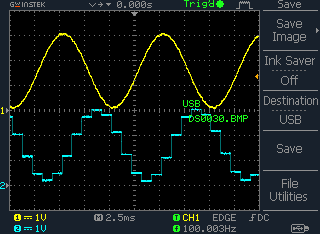 GWINSTEK 0.000s Trig'd Save
Save
Image
Ink Saver
Off
Destination
USB
USB
DS0030.BMP
1
Save
2
File
Utilities
1 1V M 2.5ms T CH1 EDGE DC
2 1V F 100.003Hz